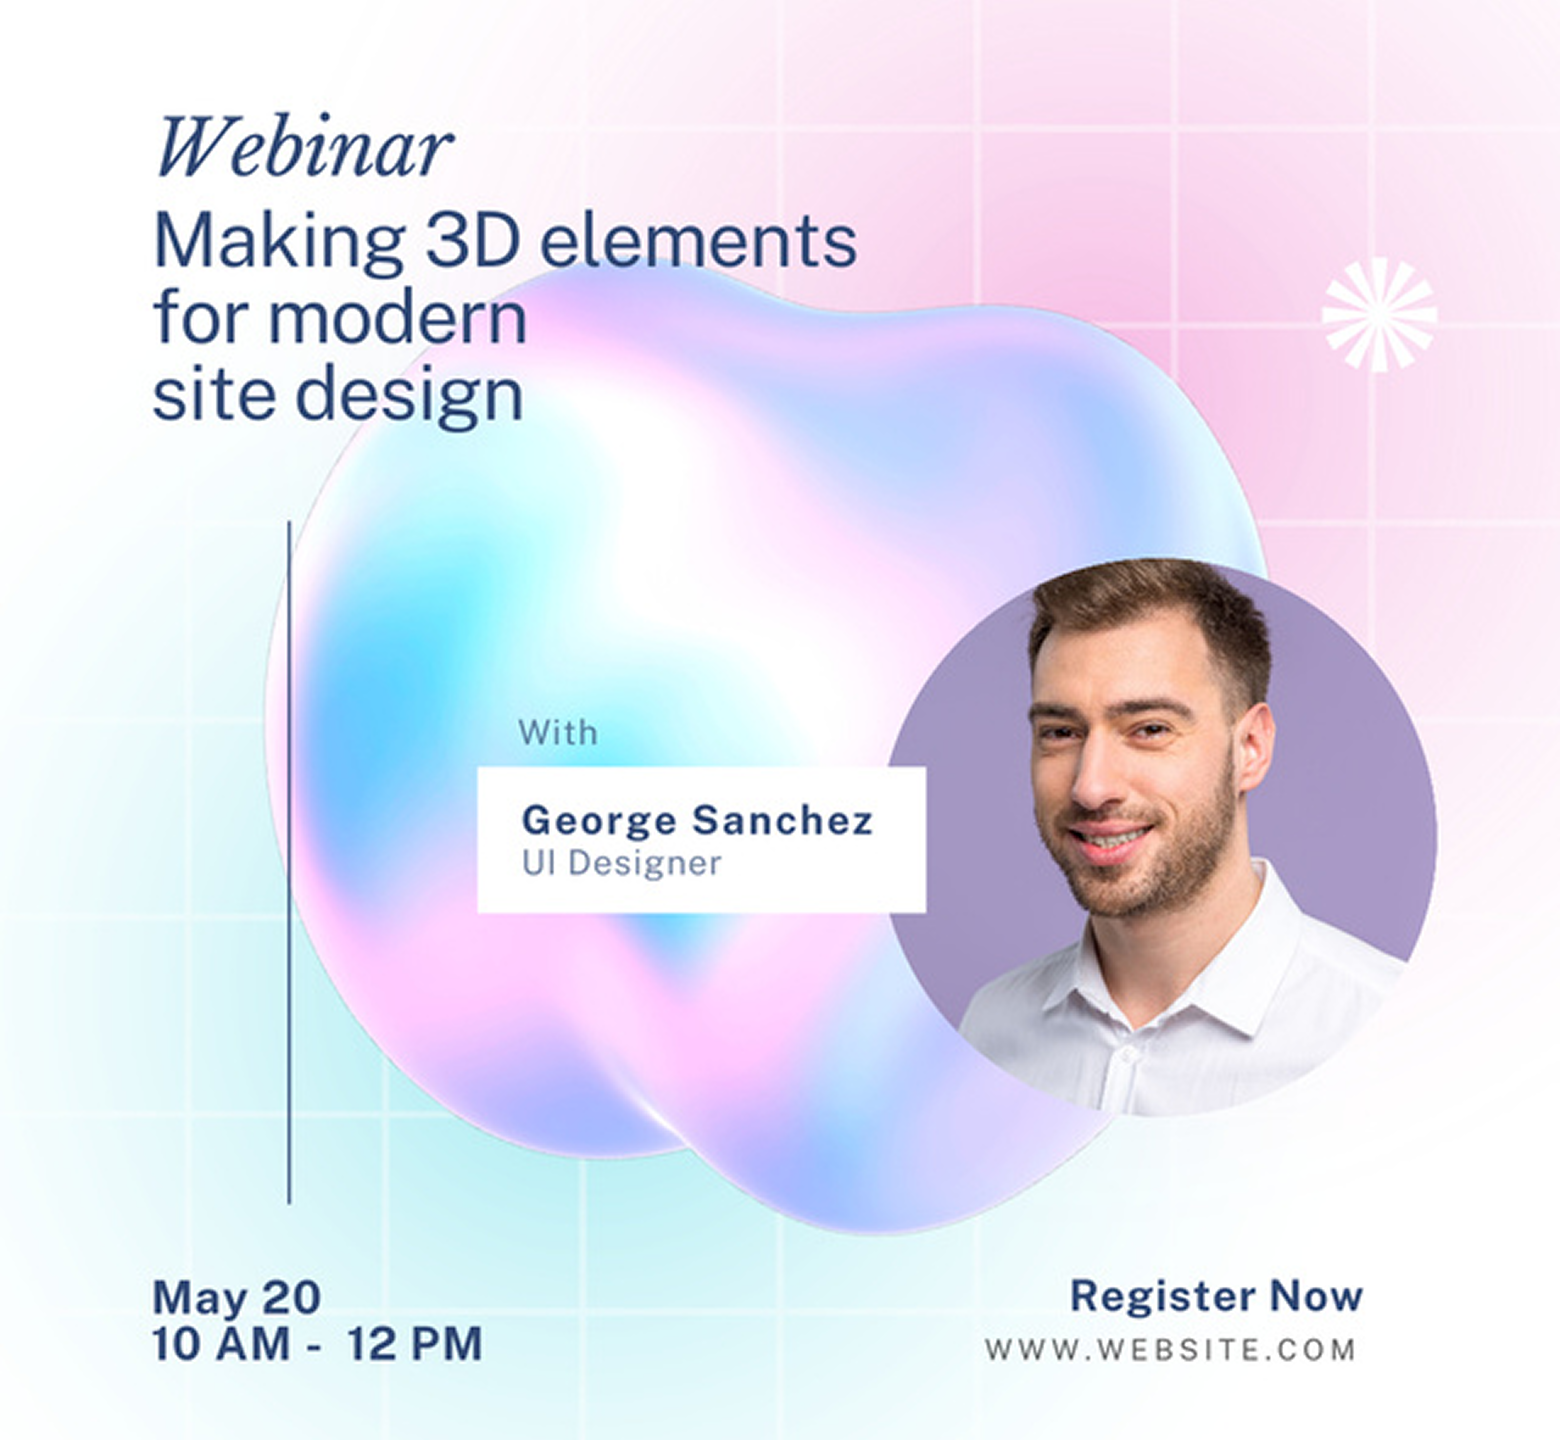 Webinar
Making 3D elements
for modern
site design
With
George Sanchez
UI Designer
May 20
10 AM - 12 PM
Register Now
WWW.WEBSITE.COM